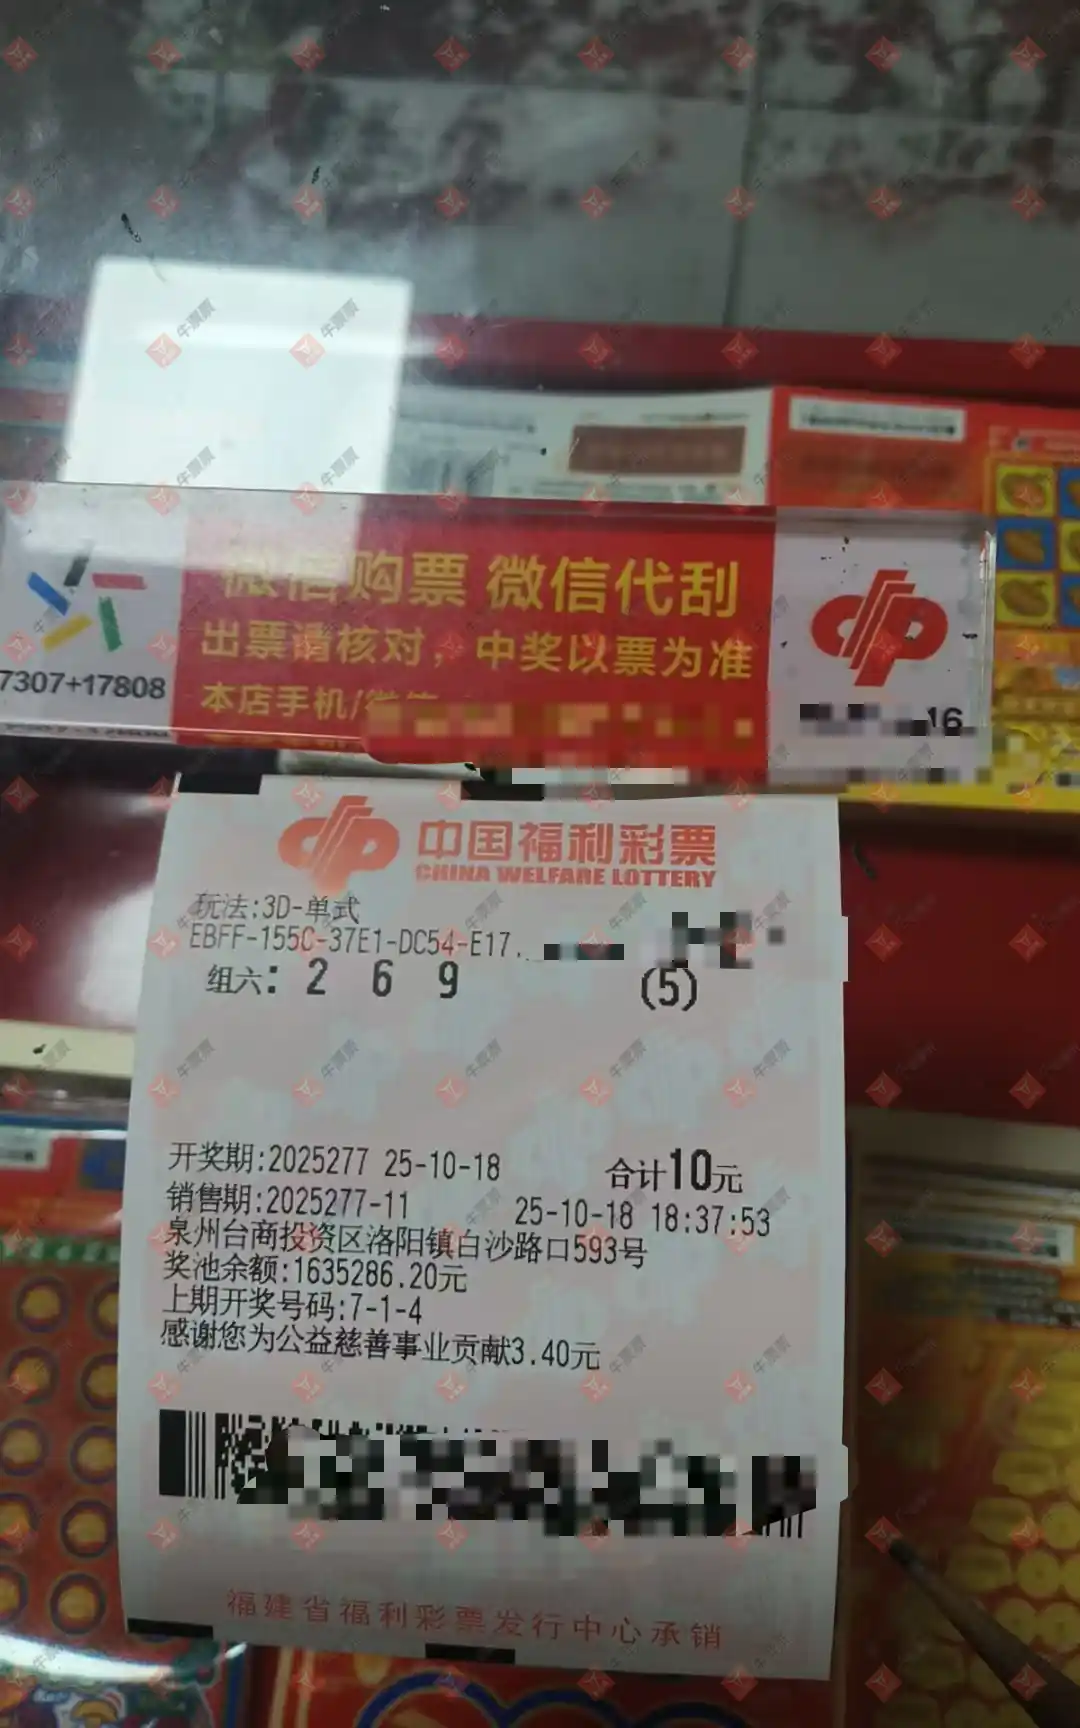 微信购票 微信代刮
出票请核对，中奖以票为准
7307+17808
本店手机/微信
16
中国福利彩票
CHINA WELFARE LOTTERY
玩法:3D-单式
EBFF-155C-37E1-DC54-E17
组六: 2 6 9 (5)
开奖期:2025277 25-10-18 合计10元
销售期:2025277-11 25-10-18 18:37:53
泉州台商投资区洛阳镇白沙路口593号
奖池余额:1635286.20元
上期开奖号码:7-1-4
感谢您为公益慈善事业贡献3.40元
福建省福利彩票发行中心承销